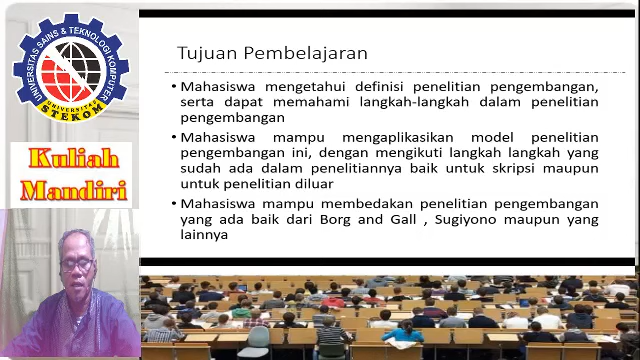 UNIVERSITAS SAINS & TEKNOLOGI KOMPUTER
UNIVERSITAS
STEKOM
Kuliah
Mandiri
Tujuan Pembelajaran
• Mahasiswa mengetahui definisi penelitian pengembangan,
serta dapat memahami langkah-langkah dalam penelitian
pengembangan
• Mahasiswa mampu mengaplikasikan model penelitian
pengembangan ini, dengan mengikuti langkah langkah yang
sudah ada dalam penelitiannya baik untuk skripsi maupun
untuk penelitian diluar
• Mahasiswa mampu membedakan penelitian pengembangan
yang ada baik dari Borg and Gall , Sugiyono maupun yang
lainnya